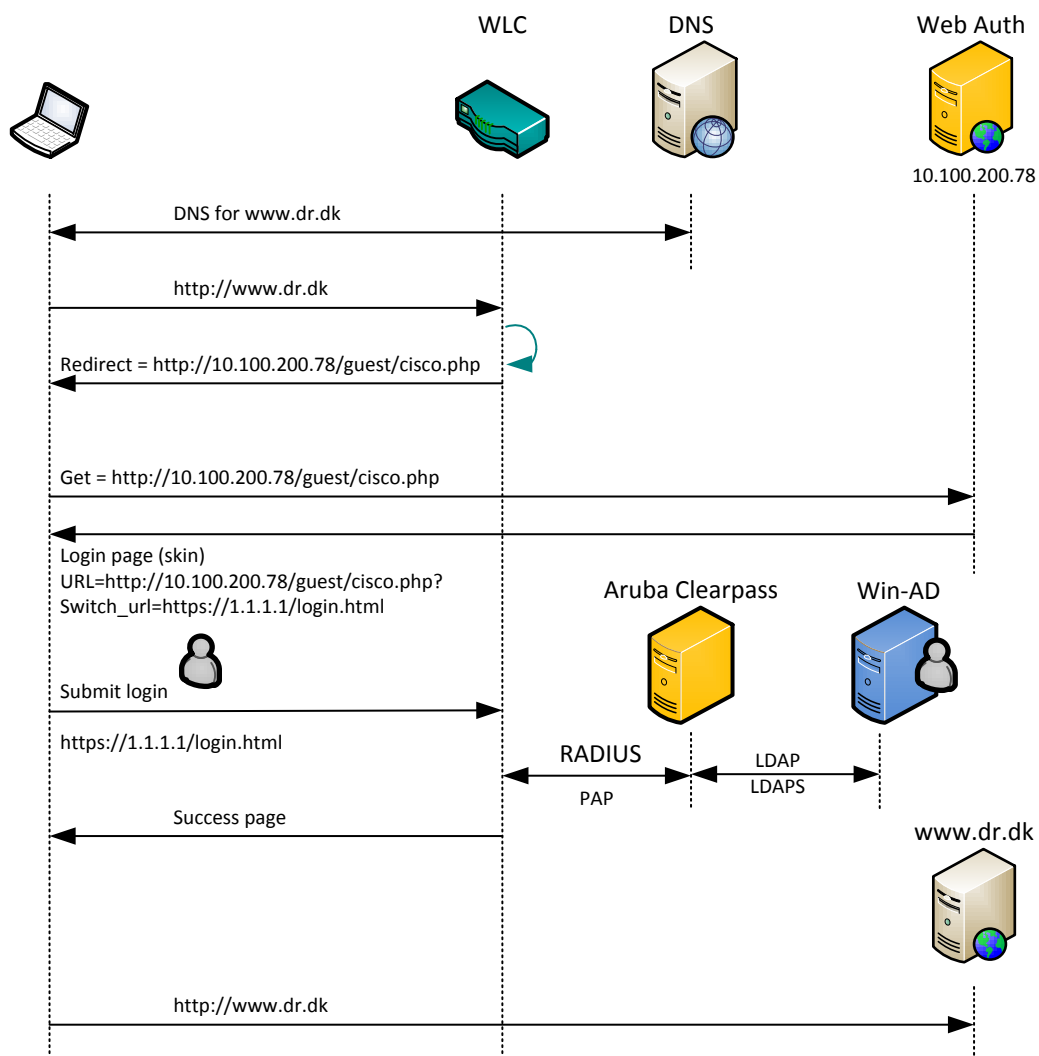 WLC
DNS
Web Auth
10.100.200.78
DNS for www.dr.dk
http://www.dr.dk
Redirect = http://10.100.200.78/guest/cisco.php
Get = http://10.100.200.78/guest/cisco.php
Login page (skin)
URL=http://10.100.200.78/guest/cisco.php?
Switch_url=https://1.1.1.1/login.html
Aruba Clearpass
Win-AD
Submit login
https://1.1.1.1/login.html
RADIUS
PAP
LDAP
LDAPS
Success page
www.dr.dk
http://www.dr.dk